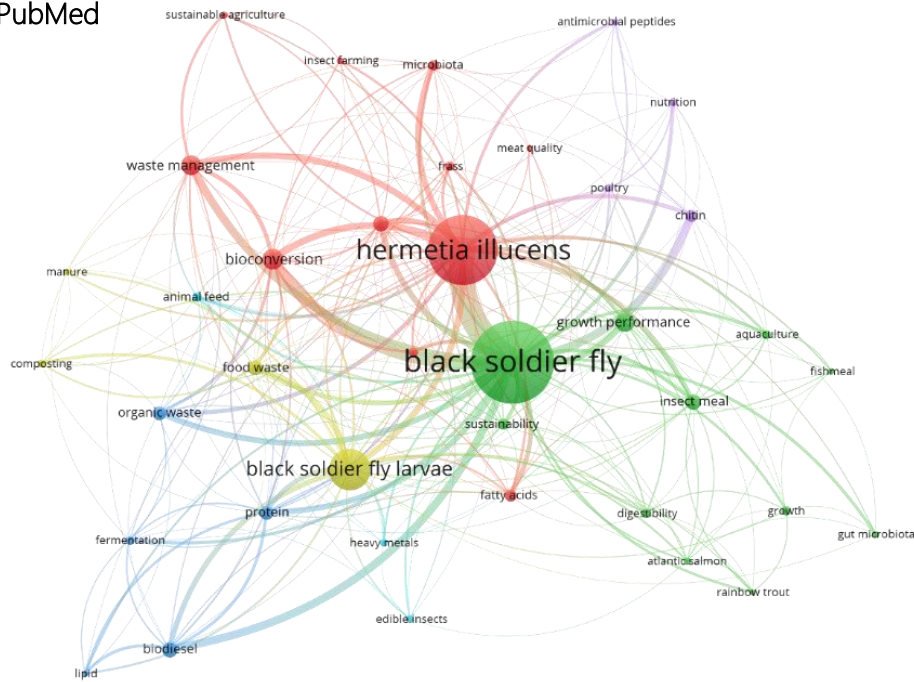 PubMed
sustainable agriculture
antimicrobial peptides
insect farming
microbiota
nutrition
meat quality
waste management
frass
poultry
chitin
hermetia illucens
bioconversion
manure
animal feed
growth performance
aquaculture
black soldier fly
composting
food waste
fishmeal
insect meal
organic waste
sustainability
black soldier fly larvae
fatty acids
protein
digestibility
growth
gut microbiota
fermentation
heavy metals
atlantic salmon
rainbow trout
edible insects
biodiesel
lipid